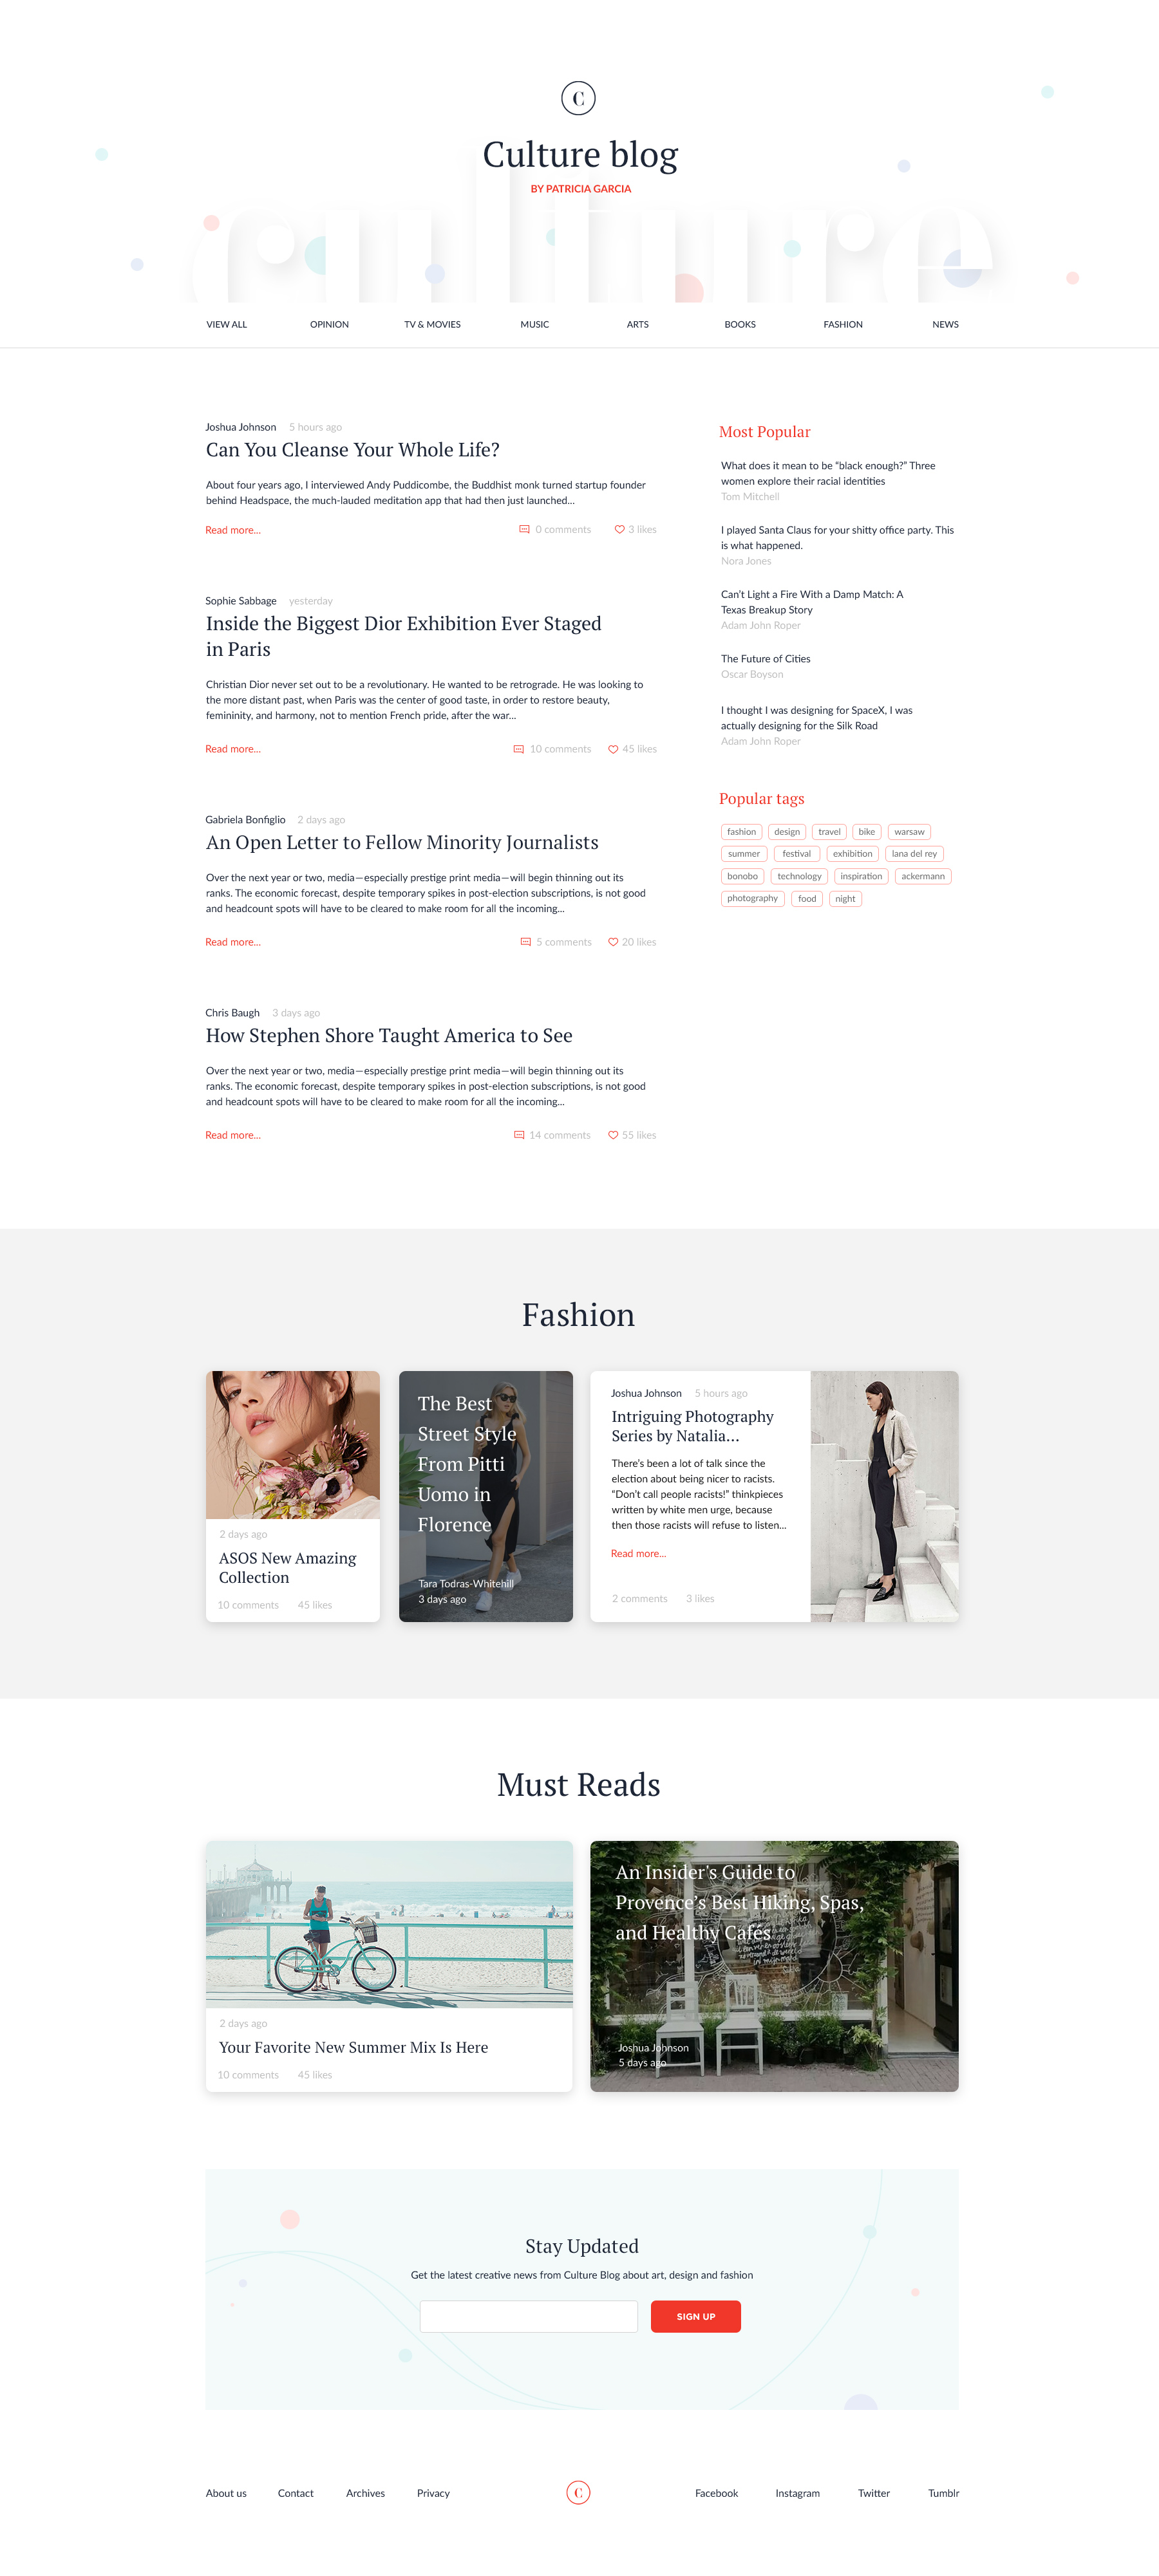 C
Culture blog
BY PATRICIA GARCIA
culture
VIEW ALL OPINION TV & MOVIES MUSIC ARTS BOOKS FASHION NEWS
Joshua Johnson 5 hours ago
Can You Cleanse Your Whole Life?
About four years ago, I interviewed Andy Puddicombe, the Buddhist monk turned startup founder
behind Headspace, the much-lauded meditation app that had then just launched...
Read more... 0 comments 3 likes
Sophie Sabbage yesterday
Inside the Biggest Dior Exhibition Ever Staged
in Paris
Christian Dior never set out to be a revolutionary. He wanted to be retrograde. He was looking to
the more distant past, when Paris was the center of good taste, in order to restore beauty,
femininity, and harmony, not to mention French pride, after the war...
Read more... 10 comments 45 likes
Gabriela Bonfiglio 2 days ago
An Open Letter to Fellow Minority Journalists
Over the next year or two, media—especially prestige print media—will begin thinning out its
ranks. The economic forecast, despite temporary spikes in post-election subscriptions, is not good
and headcount spots will have to be cleared to make room for all the incoming...
Read more... 5 comments 20 likes
Chris Baugh 3 days ago
How Stephen Shore Taught America to See
Over the next year or two, media—especially prestige print media—will begin thinning out its
ranks. The economic forecast, despite temporary spikes in post-election subscriptions, is not good
and headcount spots will have to be cleared to make room for all the incoming...
Read more... 14 comments 55 likes
Most Popular
What does it mean to be “black enough?” Three
women explore their racial identities
Tom Mitchell
I played Santa Claus for your shitty office party. This
is what happened.
Nora Jones
Can’t Light a Fire With a Damp Match: A
Texas Breakup Story
Adam John Roper
The Future of Cities
Oscar Boyson
I thought I was designing for SpaceX, I was
actually designing for the Silk Road
Adam John Roper
Popular tags
fashion design travel bike warsaw
summer festival exhibition lana del rey
bonobo technology inspiration ackermann
photography food night
Fashion
2 days ago
ASOS New Amazing
Collection
10 comments 45 likes
The Best
Street Style
From Pitti
Uomo in
Florence
Tara Todras-Whitehill
3 days ago
Joshua Johnson 5 hours ago
Intriguing Photography
Series by Natalia...
There’s been a lot of talk since the
election about being nicer to racists.
“Don’t call people racists!” thinkpieces
written by white men urge, because
then those racists will refuse to listen...
Read more...
2 comments 3 likes
Must Reads
2 days ago
Your Favorite New Summer Mix Is Here
10 comments 45 likes
An Insider's Guide to
Provence's Best Hiking, Spas,
and Healthy Cafés
Joshua Johnson
5 days ago
Stay Updated
Get the latest creative news from Culture Blog about art, design and fashion
SIGN UP
About us Contact Archives Privacy C Facebook Instagram Twitter Tumblr